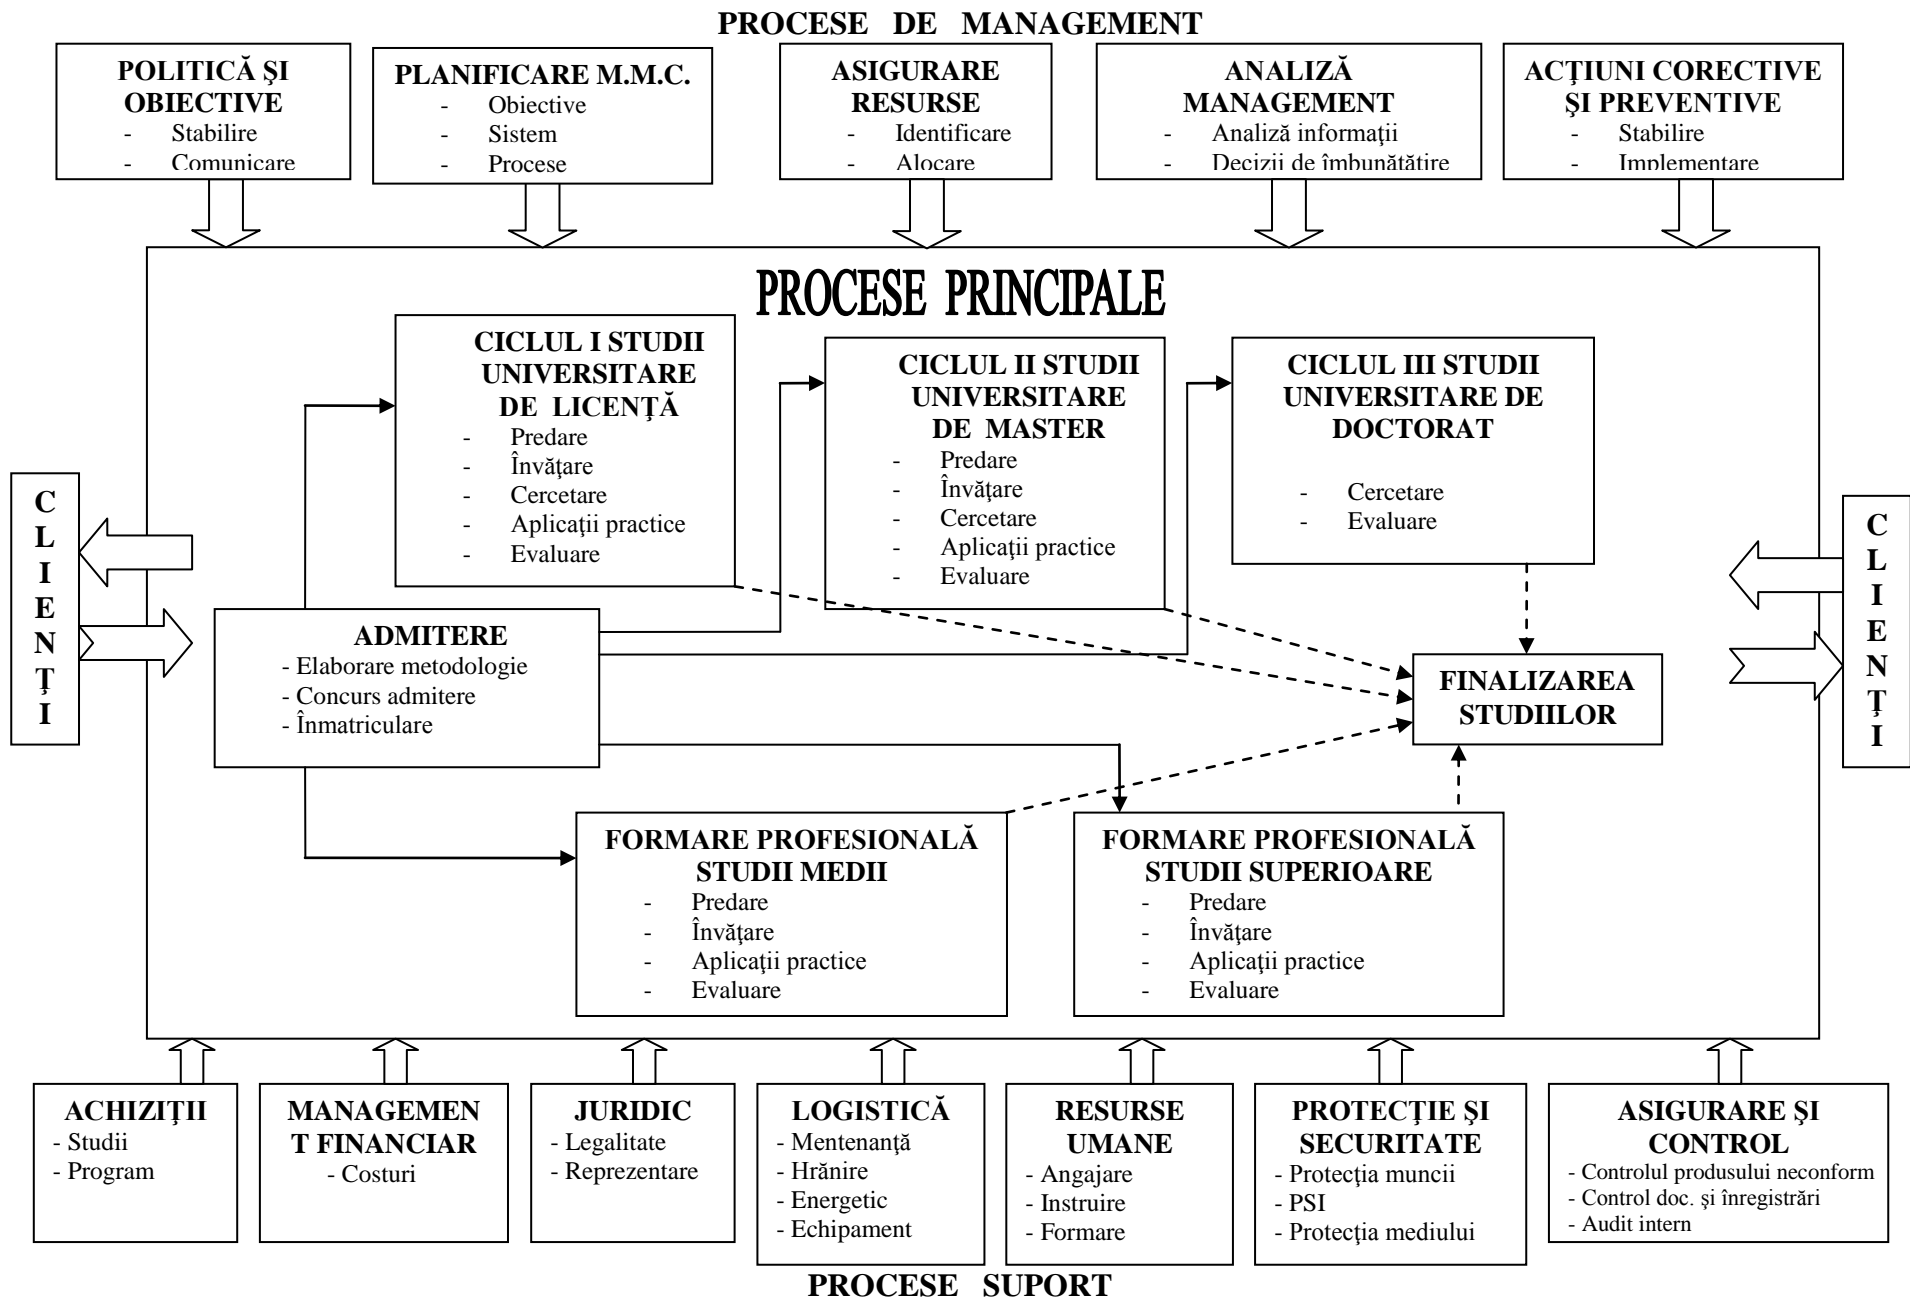 PROCESE DE MANAGEMENT
POLITICĂ ŞI
OBIECTIVE
- Stabilire
- Comunicare
PLANIFICARE M.M.C.
- Obiective
- Sistem
- Procese
ASIGURARE
RESURSE
- Identificare
- Alocare
ANALIZĂ
MANAGEMENT
- Analiză informaţii
- Decizii de îmbunătăţire
ACŢIUNI CORECTIVE
ŞI PREVENTIVE
- Stabilire
- Implementare
PROCESE PRINCIPALE
CICLUL I STUDII
UNIVERSITARE
DE LICENŢĂ
- Predare
- Învăţare
- Cercetare
- Aplicaţii practice
- Evaluare
CICLUL II STUDII
UNIVERSITARE
DE MASTER
- Predare
- Învăţare
- Cercetare
- Aplicaţii practice
- Evaluare
CICLUL III STUDII
UNIVERSITARE DE
DOCTORAT
- Cercetare
- Evaluare
C
L
I
E
N
Ţ
I
ADMITERE
- Elaborare metodologie
- Concurs admitere
- Înmatriculare
FINALIZAREA
STUDIILOR
C
L
I
E
N
Ţ
I
FORMARE PROFESIONALĂ
STUDII MEDII
- Predare
- Învăţare
- Aplicaţii practice
- Evaluare
FORMARE PROFESIONALĂ
STUDII SUPERIOARE
- Predare
- Învăţare
- Aplicaţii practice
- Evaluare
ACHIZIŢII
- Studii
- Program
MANAGEMEN
T FINANCIAR
- Costuri
JURIDIC
- Legalitate
- Reprezentare
LOGISTICĂ
- Mentenanţă
- Hrănire
- Energetic
- Echipament
RESURSE
UMANE
- Angajare
- Instruire
- Formare
PROTECŢIE ŞI
SECURITATE
- Protecţia muncii
- PSI
- Protecţia mediului
ASIGURARE ŞI
CONTROL
- Controlul produsului neconform
- Control doc. şi înregistrări
- Audit intern
PROCESE SUPORT